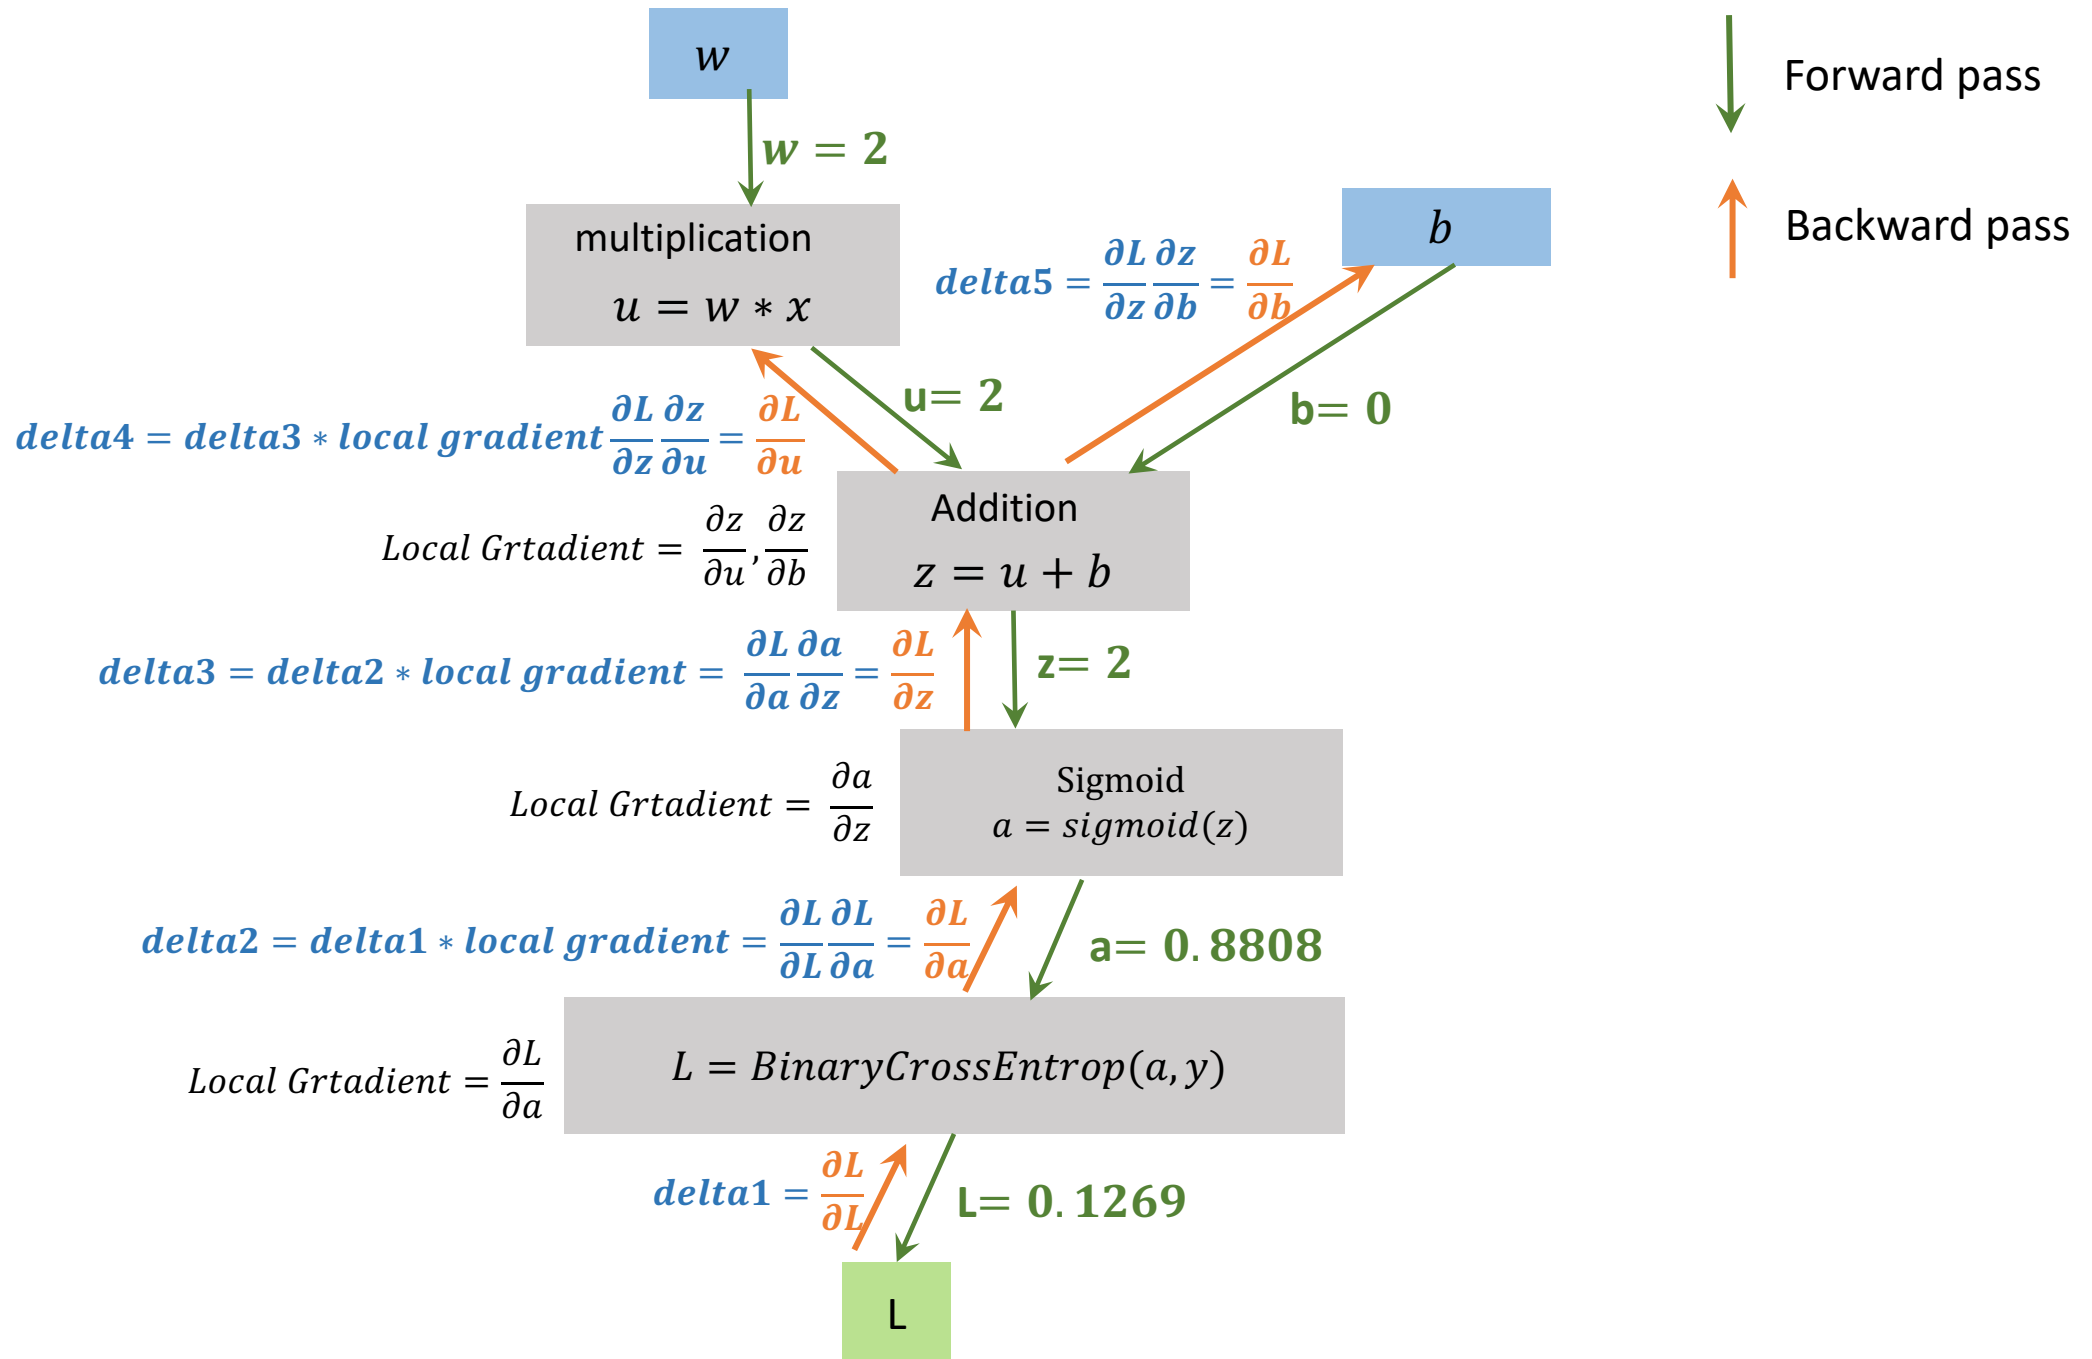 w
Forward pass
w = 2
multiplication
u = w ∗ x
b
Backward pass
delta5 = ∂L/∂z ∂z/∂b = ∂L/∂b
u= 2
b= 0
delta4 = delta3 ∗ local gradient ∂L/∂z ∂z/∂u = ∂L/∂u
Addition
z = u + b
Local Grtadient = ∂z/∂u, ∂z/∂b
delta3 = delta2 ∗ local gradient = ∂L/∂a ∂a/∂z = ∂L/∂z
z= 2
Sigmoid
a = sigmoid(z)
Local Grtadient = ∂a/∂z
delta2 = delta1 ∗ local gradient = ∂L/∂L ∂L/∂a = ∂L/∂a
a= 0.8808
L = BinaryCrossEntrop(a, y)
Local Grtadient = ∂L/∂a
delta1 = ∂L/∂L
L= 0.1269
L